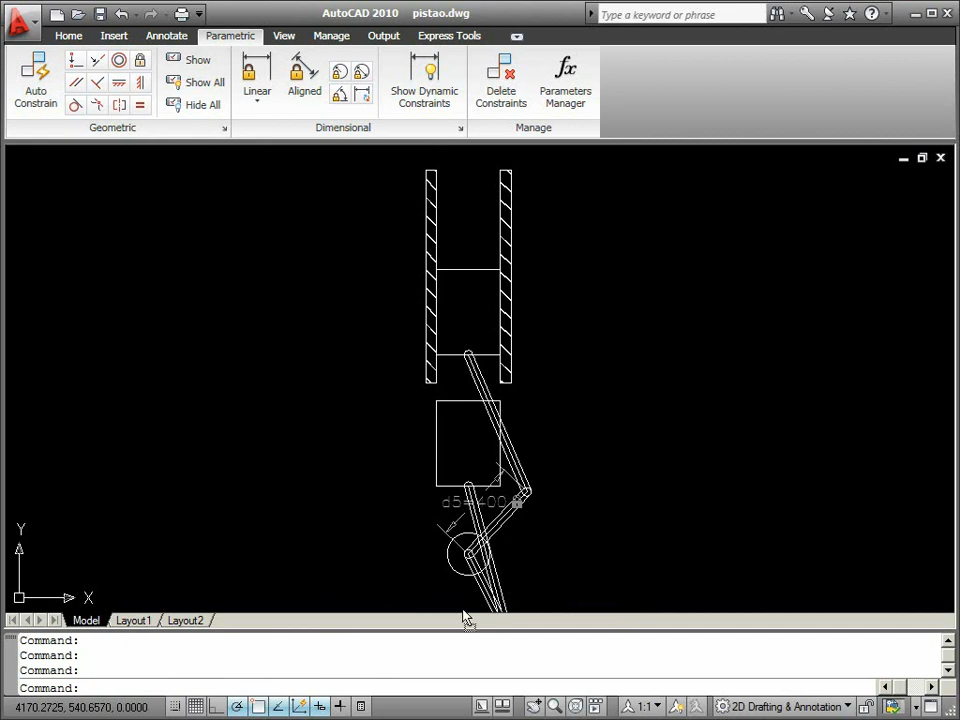 AutoCAD 2010 pistao.dwg
Type a keyword or phrase
Home Insert Annotate Parametric View Manage Output Express Tools
Auto Constrain
Show
Show All
Hide All
Linear
Aligned
Show Dynamic Constraints
Delete Constraints
fx
Parameters Manager
Geometric
Dimensional
Manage
d5=400
Y
X
Model Layout1 Layout2
Command:
Command:
Command:
Command:
4170.2725, 540.6570, 0.0000
1:1
2D Drafting & Annotation